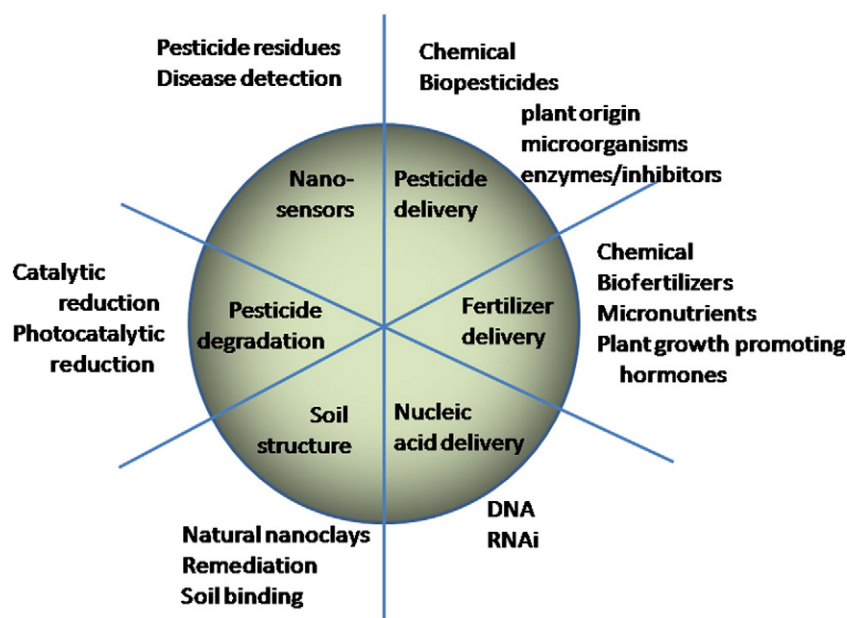 Pesticide residues
Disease detection
Chemical
Biopesticides
plant origin
microorganisms
enzymes/inhibitors
Nano-
sensors
Pesticide
delivery
Catalytic
reduction
Photocatalytic
reduction
Pesticide
degradation
Fertilizer
delivery
Chemical
Biofertilizers
Micronutrients
Plant growth promoting
hormones
Soil
structure
Nucleic
acid delivery
Natural nanoclays
Remediation
Soil binding
DNA
RNAi